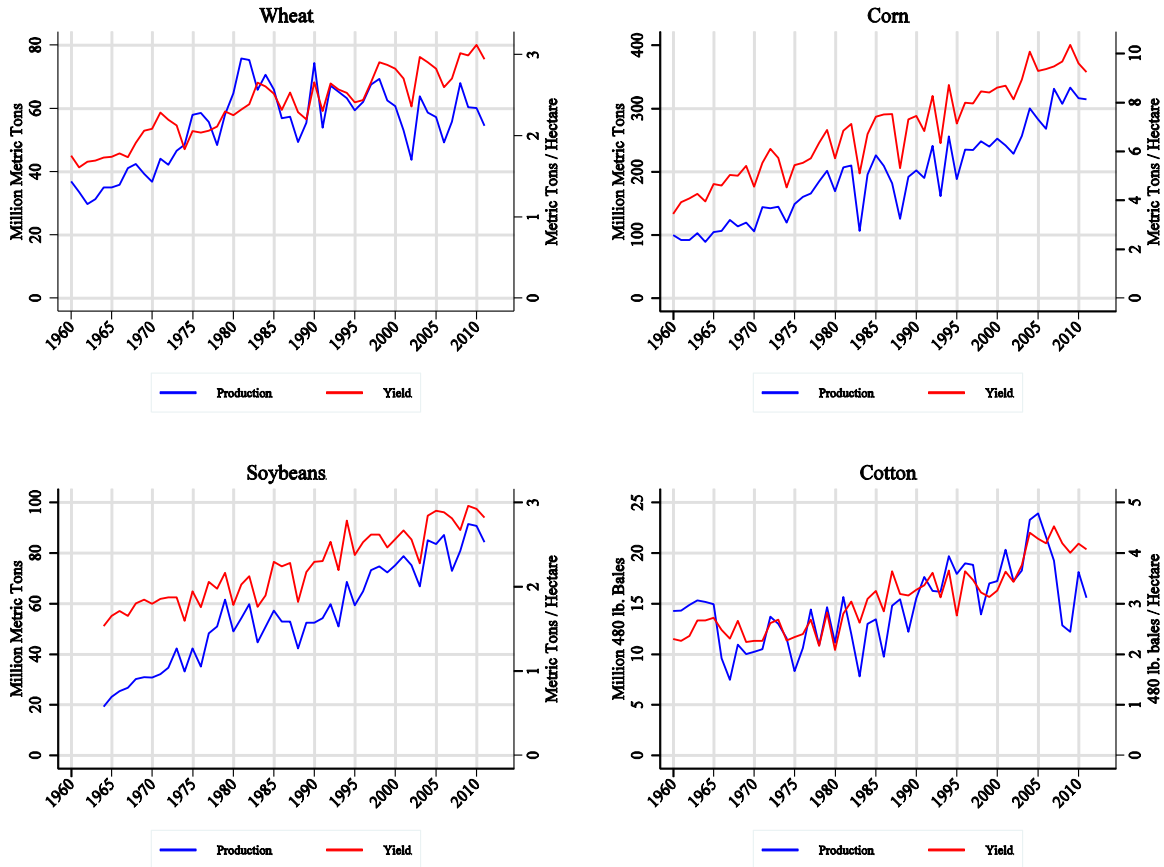 Wheat
Million Metric Tons
0 20 40 60 80
Metric Tons / Hectare
0 1 2 3
1960 1965 1970 1975 1980 1985 1990 1995 2000 2005 2010
Production Yield
Corn
Million Metric Tons
0 100 200 300 400
Metric Tons / Hectare
0 2 4 6 8 10
1960 1965 1970 1975 1980 1985 1990 1995 2000 2005 2010
Production Yield
Soybeans
Million Metric Tons
0 20 40 60 80 100
Metric Tons / Hectare
0 1 2 3
1960 1965 1970 1975 1980 1985 1990 1995 2000 2005 2010
Production Yield
Cotton
Million 480 lb. Bales
0 5 10 15 20 25
480 lb. bales / Hectare
0 1 2 3 4 5
1960 1965 1970 1975 1980 1985 1990 1995 2000 2005 2010
Production Yield